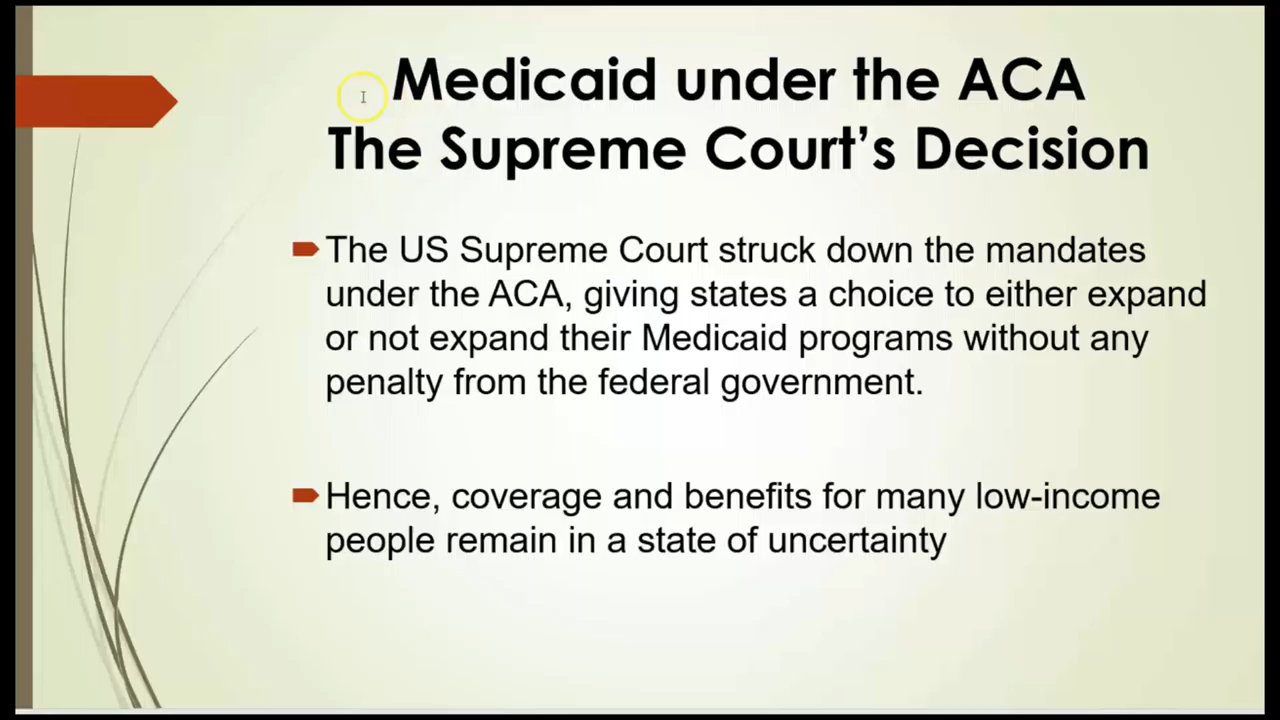 Medicaid under the ACA
The Supreme Court’s Decision
The US Supreme Court struck down the mandates
under the ACA, giving states a choice to either expand
or not expand their Medicaid programs without any
penalty from the federal government.
Hence, coverage and benefits for many low-income
people remain in a state of uncertainty